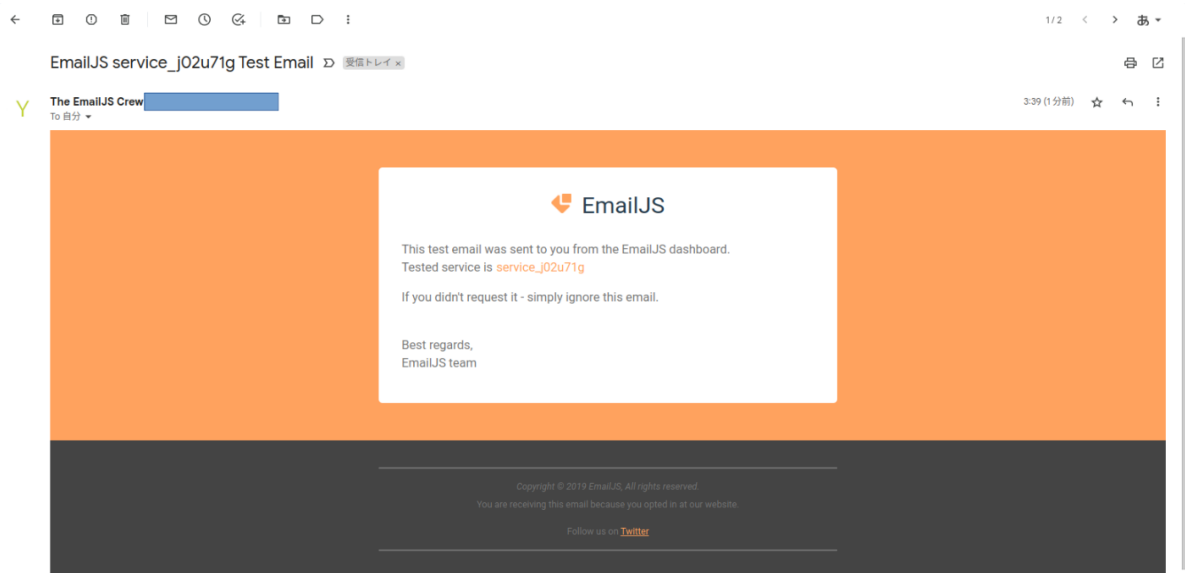 1/2
あ
EmailJS service_j02u71g Test Email 受信トレイ ×
Y
The EmailJS Crew
3:39 (1 分前)
To 自分
EmailJS
This test email was sent to you from the EmailJS dashboard.
Tested service is service_j02u71g
If you didn't request it - simply ignore this email.
Best regards,
EmailJS team
Copyright © 2019 EmailJS, All rights reserved.
You are receiving this email because you opted in at our website.
Follow us on Twitter